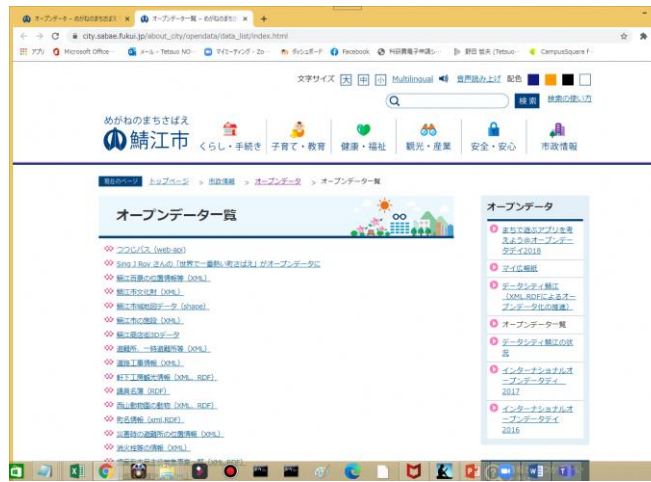 オープンデータ - めがねのまちさばえ
オープンデータ一覧 - めがねのまちさ
city.sabae.fukui.jp/about_city/opendata/data_list/index.html
アプリ Microsoft Office メール - Tetsuo NO マイミーティング - Zo Facebook 科研費電子申請シ 野田 哲夫 (Tetsuo CampusSquare f
文字サイズ 大 中 小 Multilingual 音声読み上げ 配色
検索 検索の使い方
めがねのまちさばえ
鯖江市
くらし・手続き 子育て・教育 健康・福祉 観光・産業 安全・安心 市政情報
現在のページ トップページ > 市政情報 > オープンデータ > オープンデータ一覧
オープンデータ一覧
つつじバス (web-api)
Sing J Roy さんの「世界で一番熱い町さばえ」がオープンデータに
鯖江百景の位置情報等 (XML)
鯖江市文化財 (XML)
鯖江市域地図データ (shape)
鯖江市の施設 (XML)
鯖江商店街3Dデータ
避難所、一時避難所等 (XML)
道路工事情報 (XML)
軒下工房観光情報 (XML、RDF)
議員名簿 (RDF)
西山動物園の動物 (XML、RDF)
町名情報 (xml,RDF)
災害時の避難所の位置情報 (XML)
消火栓等の情報 (XML)
オープンデータ
まちで遊ぶアプリを考えよう@オープンデータデイ2018
マイ広報紙
データシティ鯖江
(XML,RDFによるオー
プンデータ化の推進)
オープンデータ一覧
データシティ鯖江の状
況
インターナショナルオ
ープンデータデイ
2017
インターナショナルオ
ープンデータデイ
2016